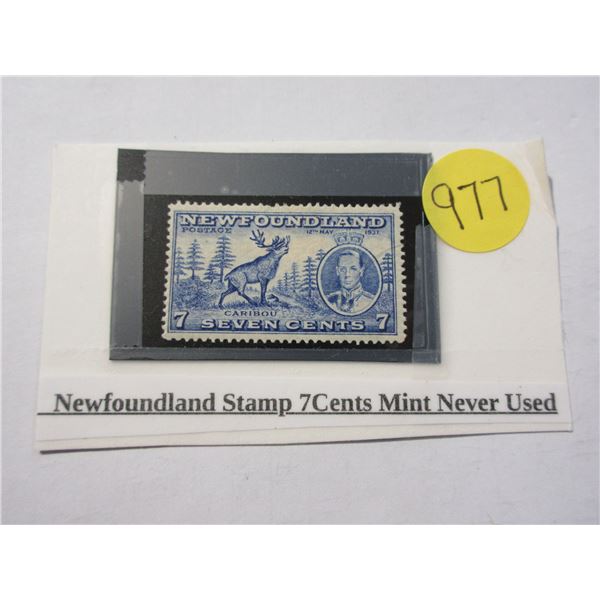 977
NEWFOUNDLAND
POSTAGE 12TH MAY 1937
CARIBOU
7 SEVEN CENTS 7
Newfoundland Stamp 7Cents Mint Never Used